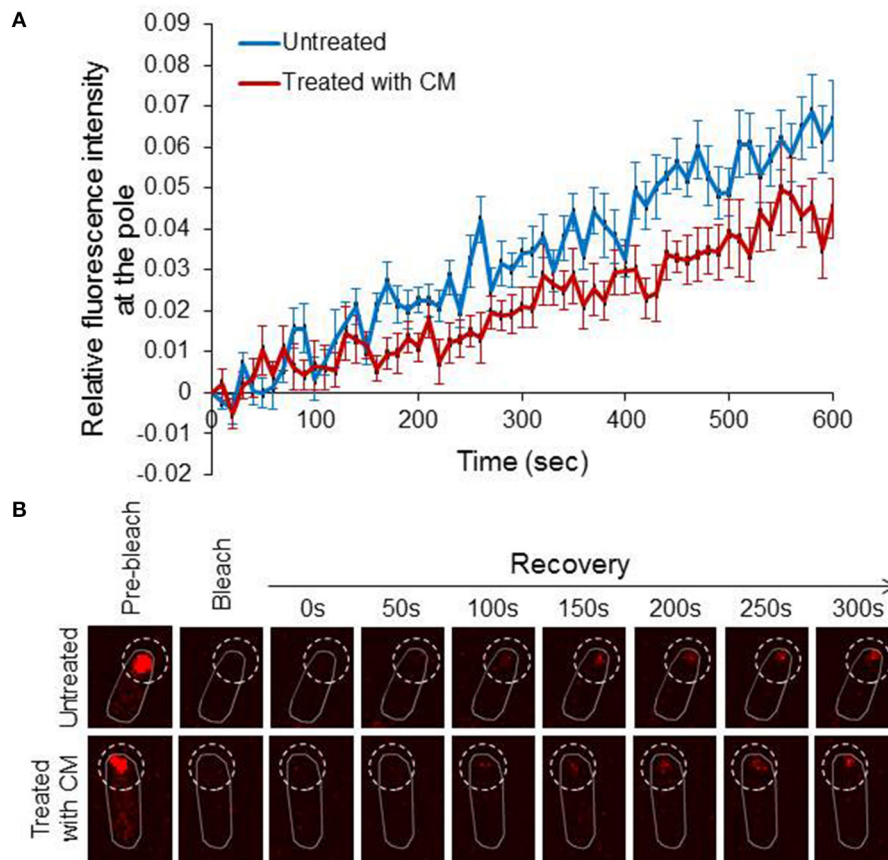 A
Relative fluorescence intensity
at the pole
0.09
0.08
0.07
0.06
0.05
0.04
0.03
0.02
0.01
0
-0.01
-0.02
Untreated
Treated with CM
0 100 200 300 400 500 600
Time (sec)
B
Pre-bleach
Bleach
Recovery
0s 50s 100s 150s 200s 250s 300s
Untreated
Treated
with CM